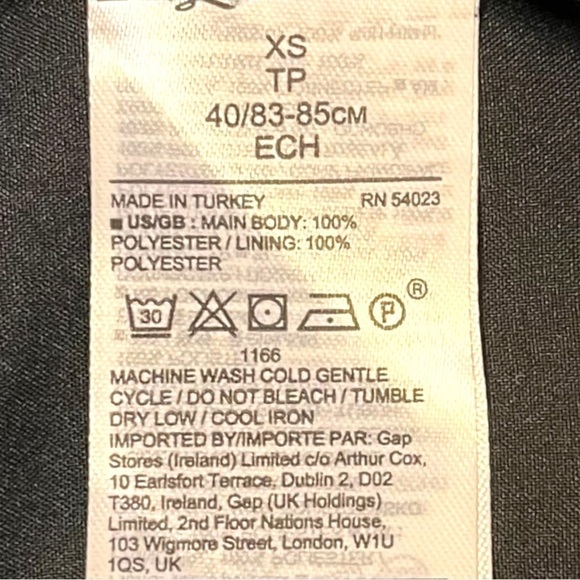 XS
TP
40/83-85CM
ECH
MADE IN TURKEY RN 54023
US/GB : MAIN BODY: 100%
POLYESTER / LINING: 100%
POLYESTER
30 P ®
1166
MACHINE WASH COLD GENTLE
CYCLE / DO NOT BLEACH / TUMBLE
DRY LOW / COOL IRON
IMPORTED BY/IMPORTE PAR: Gap
Stores (Ireland) Limited c/o Arthur Cox,
10 Earlsfort Terrace, Dublin 2, D02
T380, Ireland, Gap (UK Holdings)
Limited, 2nd Floor Nations House,
103 Wigmore Street, London, W1U
1QS, UK